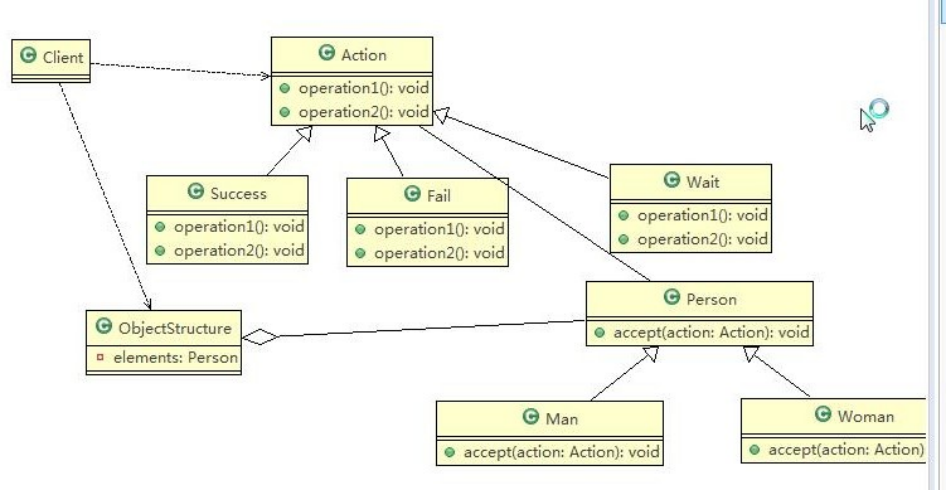 Client
Action
operation1(): void
operation2(): void
Success
operation1(): void
operation2(): void
Fail
operation1(): void
operation2(): void
Wait
operation1(): void
operation2(): void
ObjectStructure
elements: Person
Person
accept(action: Action): void
Man
accept(action: Action): void
Woman
accept(action: Action)